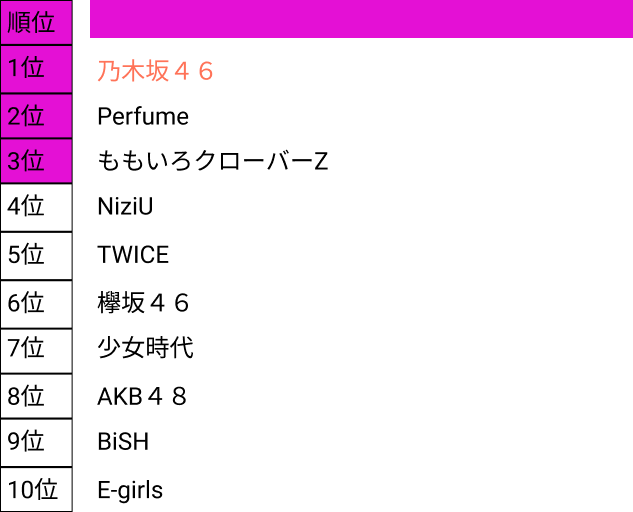 順位
1位 乃木坂４６
2位 Perfume
3位 ももいろクローバーZ
4位 NiziU
5位 TWICE
6位 欅坂４６
7位 少女時代
8位 AKB４８
9位 BiSH
10位 E-girls